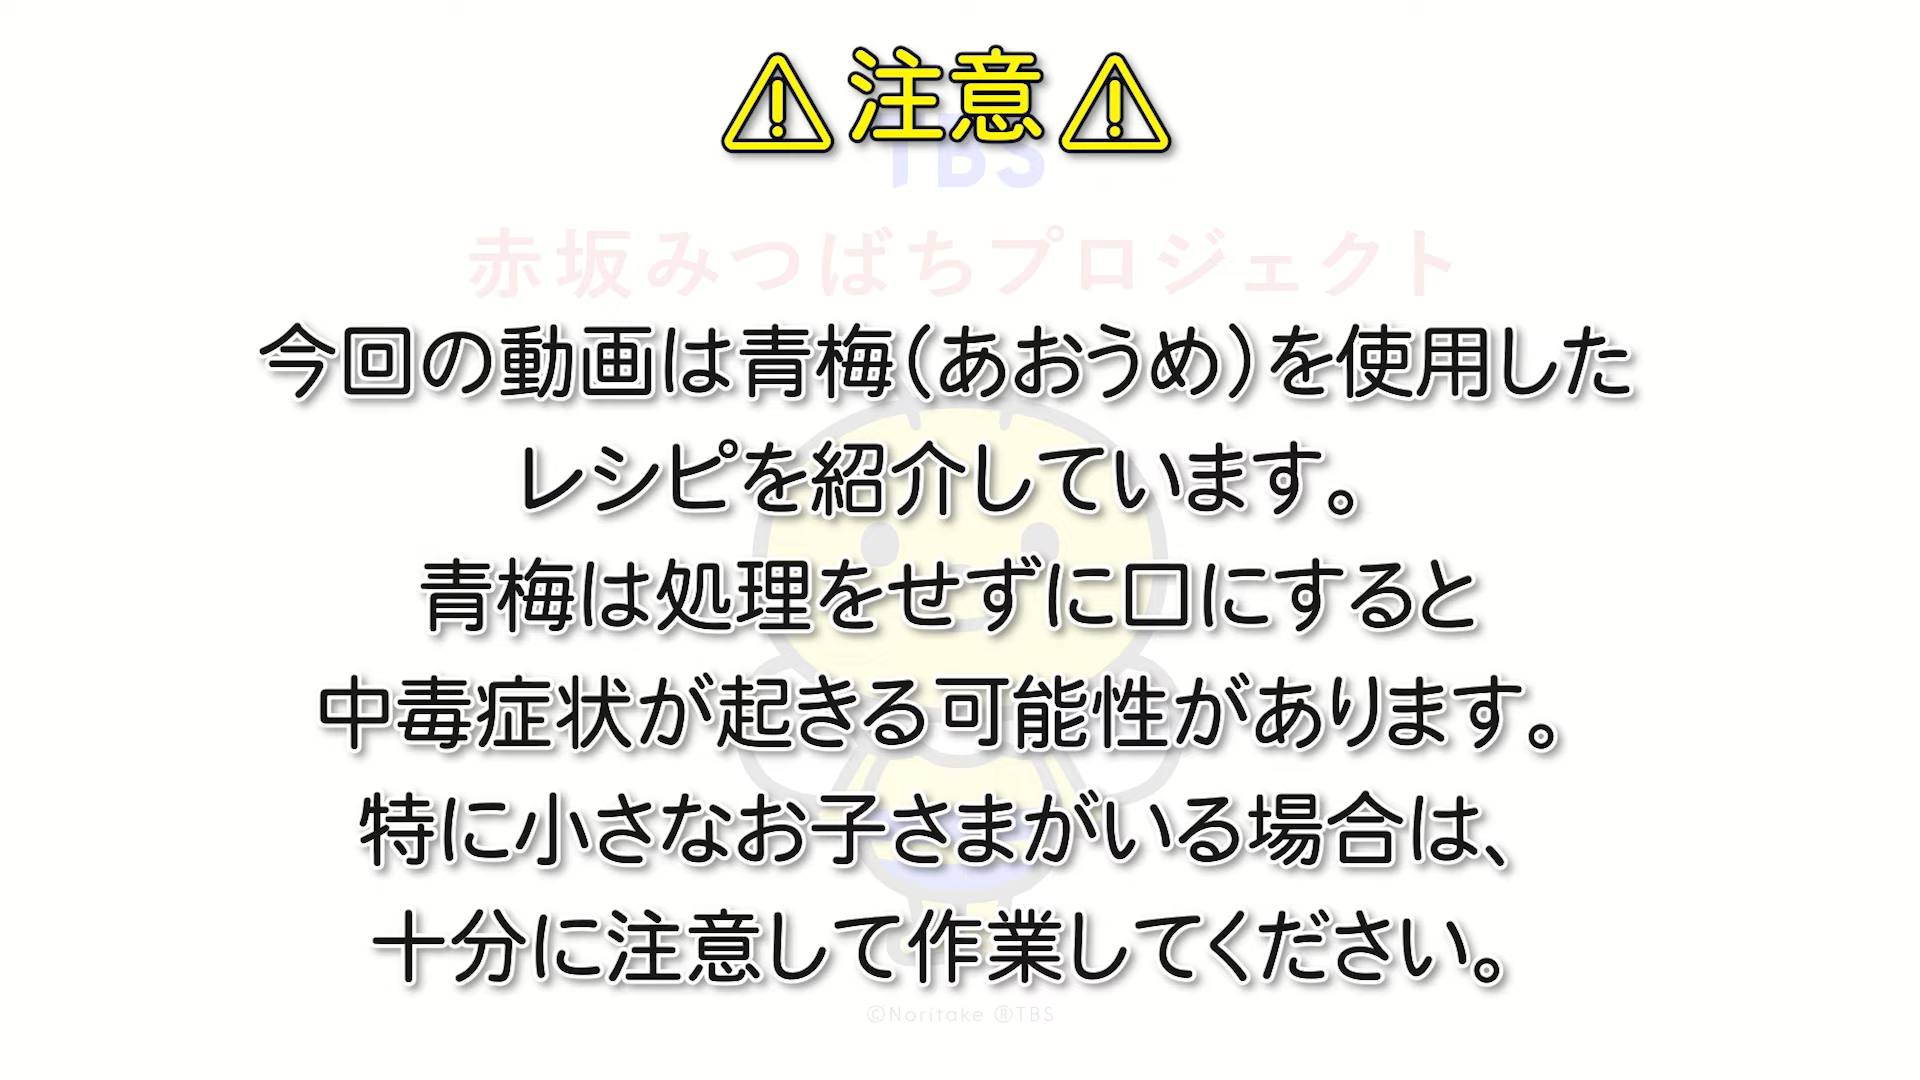 ⚠注意⚠
TBS
赤坂みつばちプロジェクト
今回の動画は青梅(あおうめ)を使用した
レシピを紹介しています。
青梅は処理をせずに口にすると
中毒症状が起きる可能性があります。
特に小さなお子さまがいる場合は、
十分に注意して作業してください。
©Noritake ®TBS